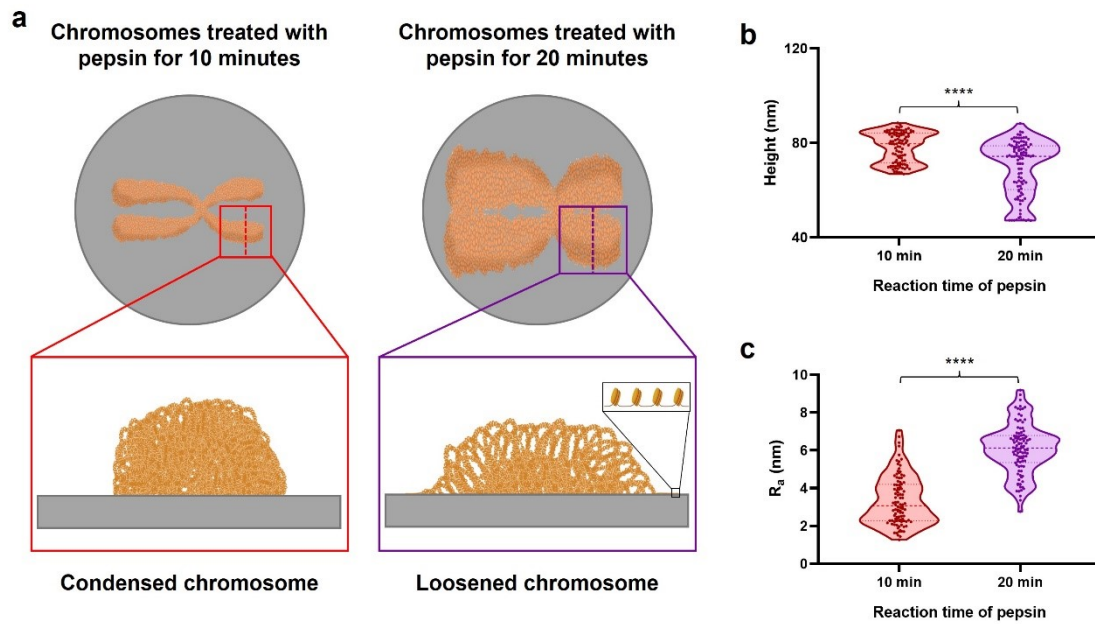 a
Chromosomes treated with
pepsin for 10 minutes
Chromosomes treated with
pepsin for 20 minutes
Condensed chromosome
Loosened chromosome
b
120
80
40
Height (nm)
****
10 min
20 min
Reaction time of pepsin
c
10
8
6
4
2
0
Ra (nm)
****
10 min
20 min
Reaction time of pepsin